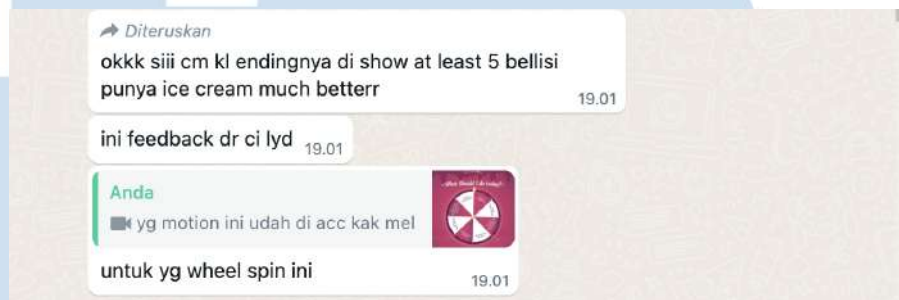 Diteruskan
okkk siii cm kl endingnya di show at least 5 bellisi
punya ice cream much betterr
19.01
ini feedback dr ci lyd 19.01
Anda
yg motion ini udah di acc kak mel
untuk yg wheel spin ini
19.01